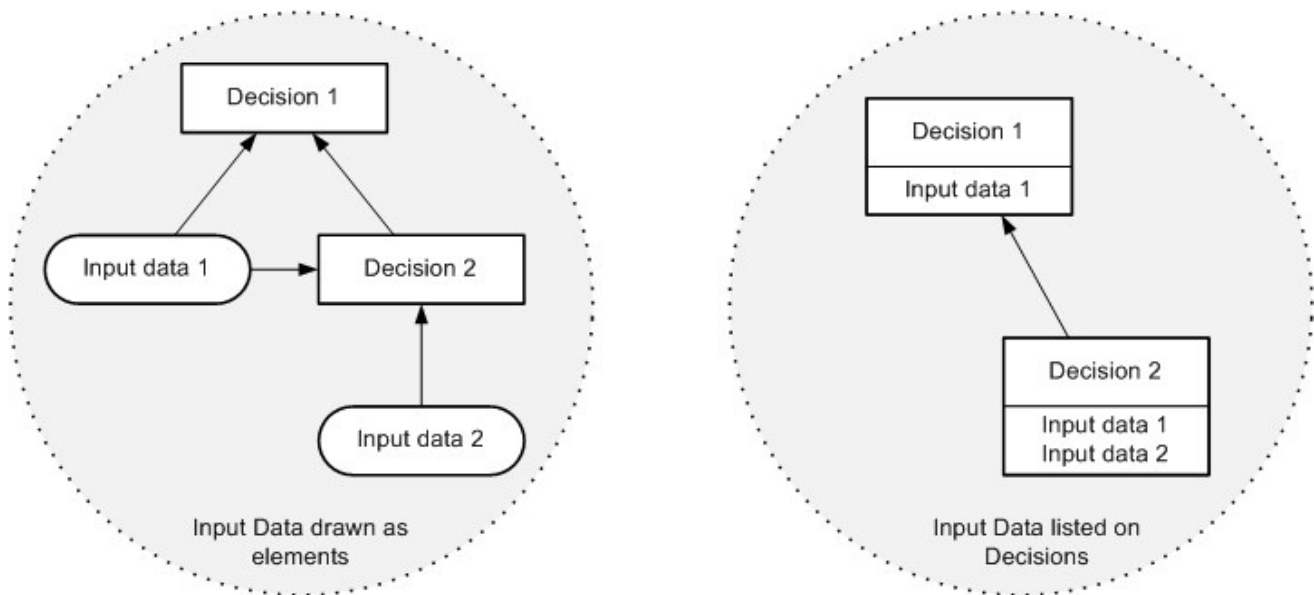 Decision 1
Input data 1
Decision 2
Input data 2
Input Data drawn as
elements
Decision 1
Input data 1
Decision 2
Input data 1
Input data 2
Input Data listed on
Decisions